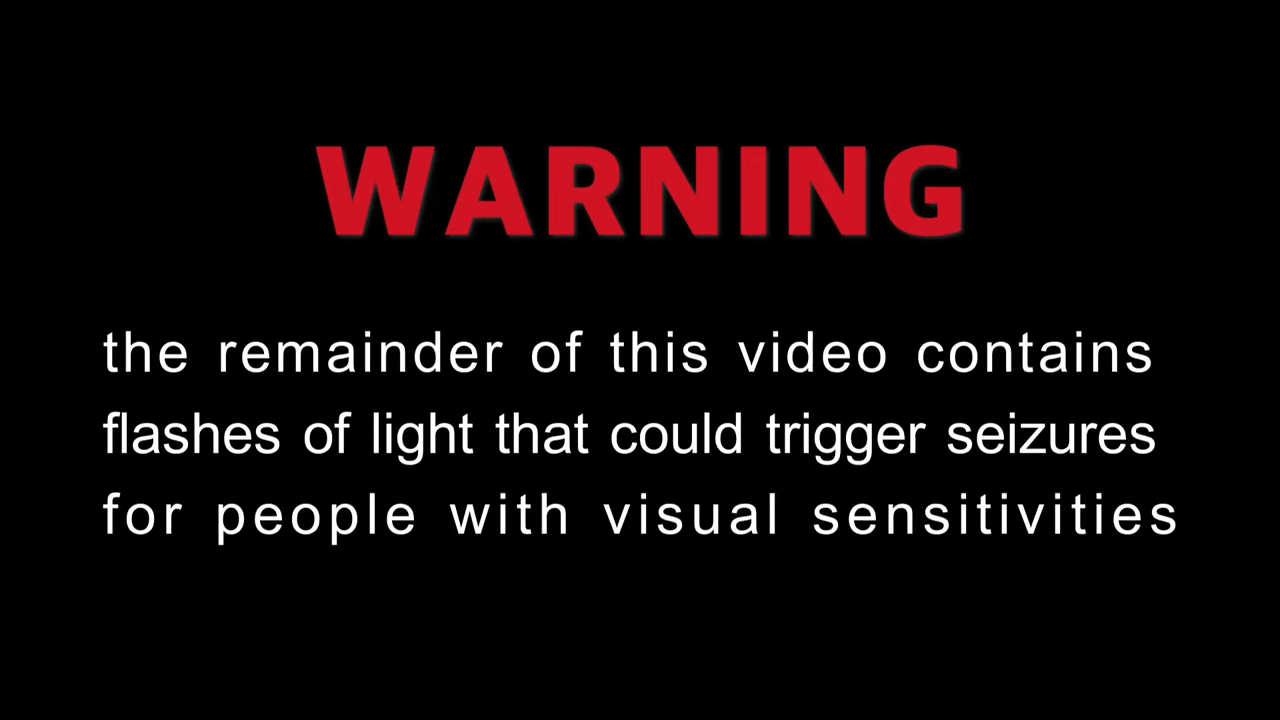 WARNING
the remainder of this video contains
flashes of light that could trigger seizures
for people with visual sensitivities